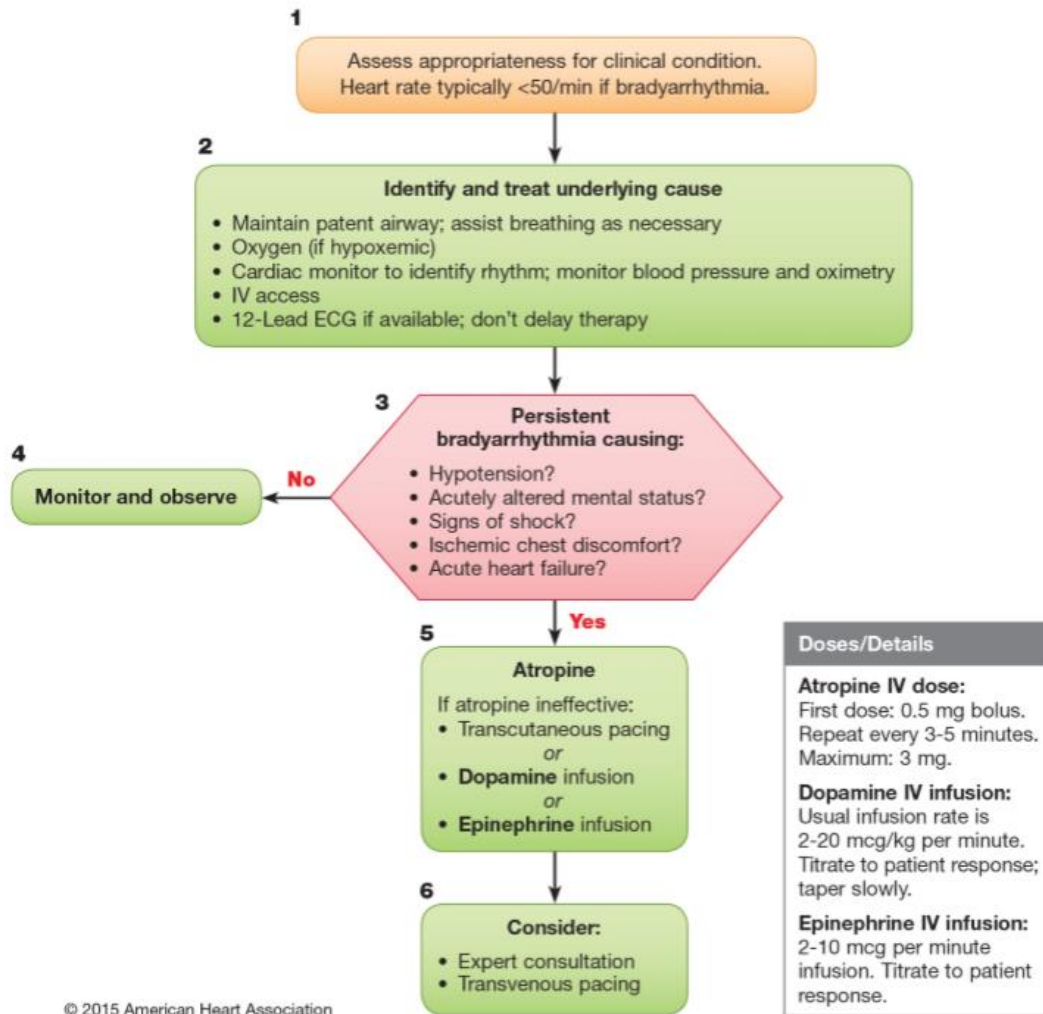 1
Assess appropriateness for clinical condition.
Heart rate typically <50/min if bradyarrhythmia.
2
Identify and treat underlying cause
• Maintain patent airway; assist breathing as necessary
• Oxygen (if hypoxemic)
• Cardiac monitor to identify rhythm; monitor blood pressure and oximetry
• IV access
• 12-Lead ECG if available; don't delay therapy
3
Persistent
bradyarrhythmia causing:
• Hypotension?
• Acutely altered mental status?
• Signs of shock?
• Ischemic chest discomfort?
• Acute heart failure?
4
No
Monitor and observe
Yes
5
Atropine
If atropine ineffective:
• Transcutaneous pacing
or
• Dopamine infusion
or
• Epinephrine infusion
6
Consider:
• Expert consultation
• Transvenous pacing
Doses/Details
Atropine IV dose:
First dose: 0.5 mg bolus.
Repeat every 3-5 minutes.
Maximum: 3 mg.
Dopamine IV infusion:
Usual infusion rate is
2-20 mcg/kg per minute.
Titrate to patient response;
taper slowly.
Epinephrine IV infusion:
2-10 mcg per minute
infusion. Titrate to patient
response.
© 2015 American Heart Association